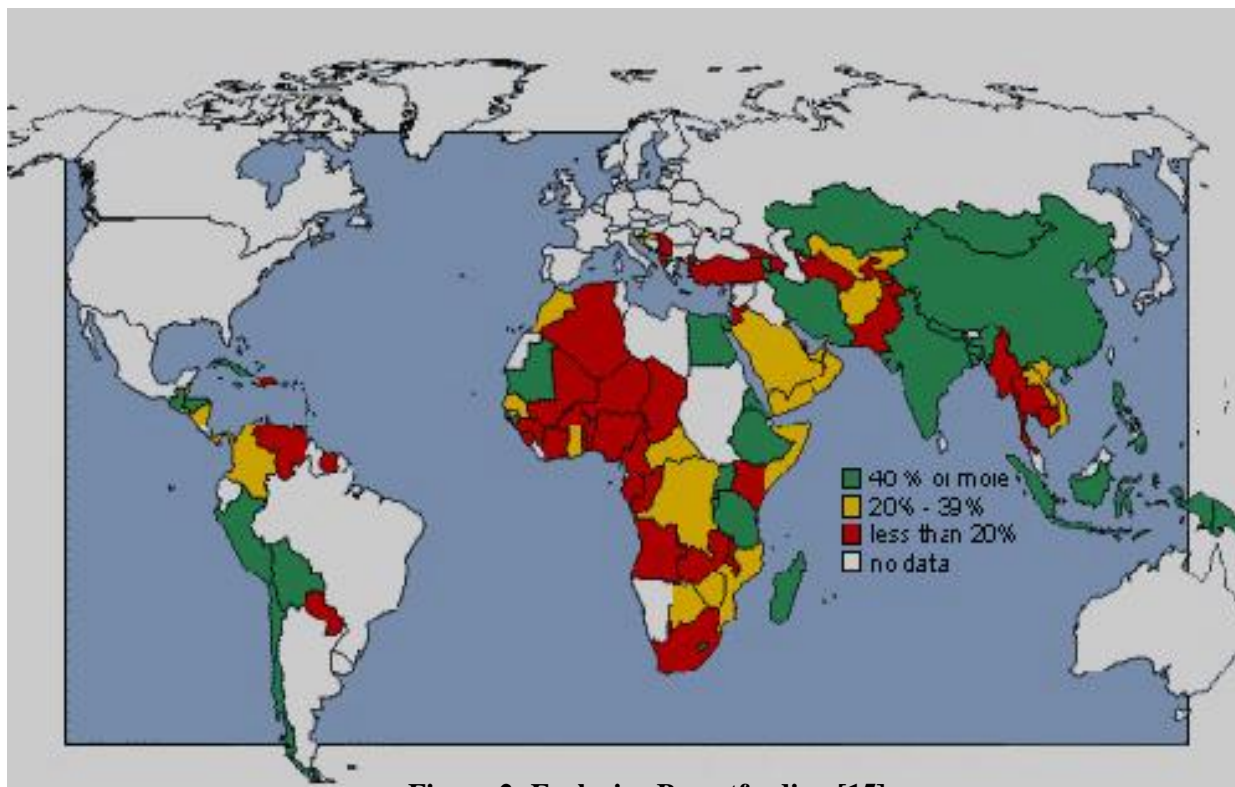 40 % or more
20% - 39%
less than 20%
no data
Figure 2: Exclusive Breastfeeding [15]